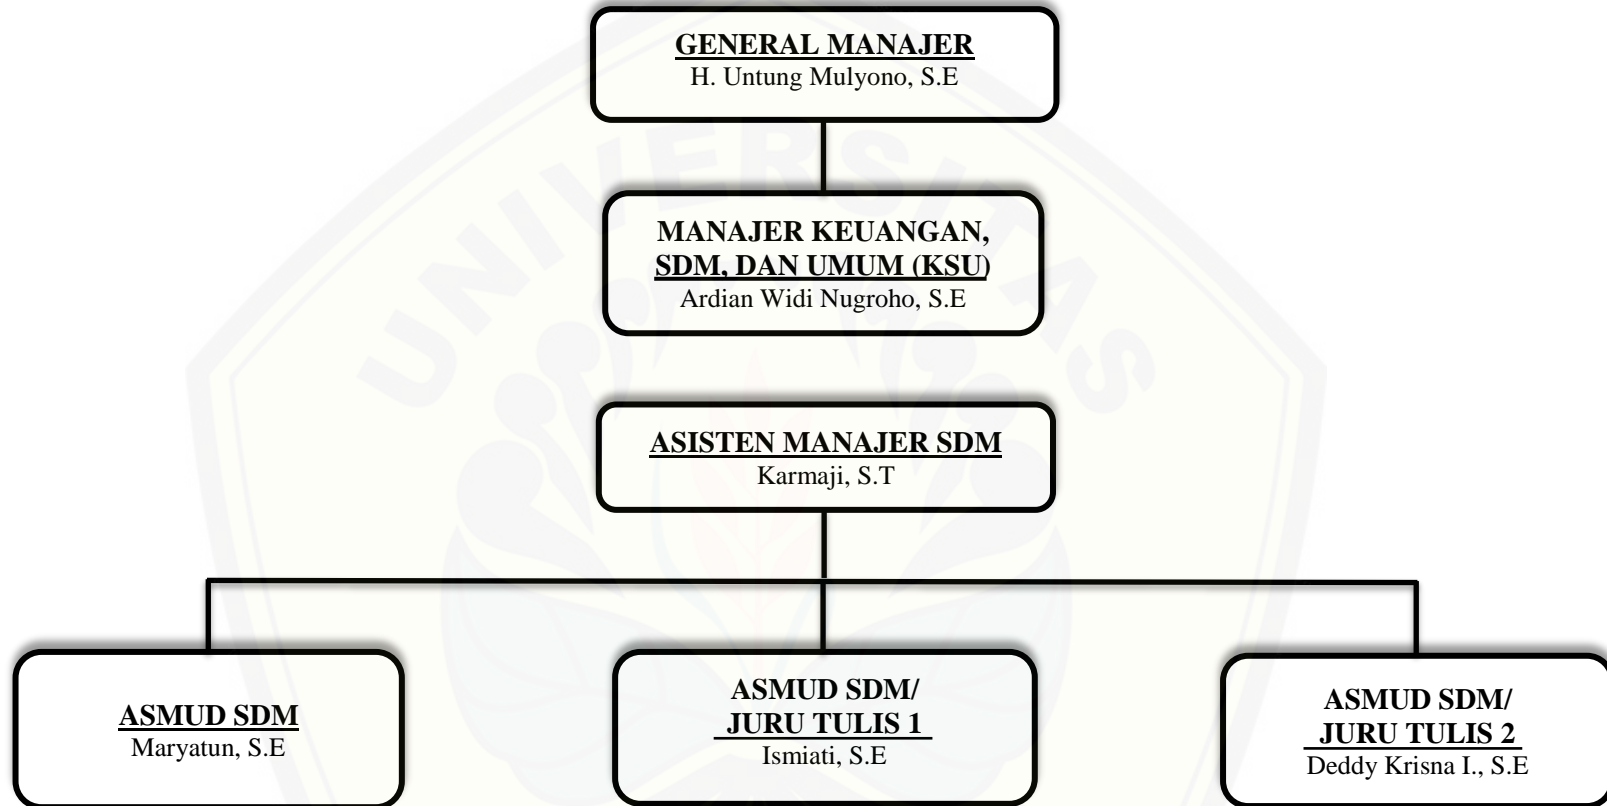 GENERAL MANAJER
H. Untung Mulyono, S.E
UNIVERSITAS
MANAJER KEUANGAN,
SDM, DAN UMUM (KSU)
Ardian Widi Nugroho, S.E
ASISTEN MANAJER SDM
Karmaji, S.T
ASMUD SDM
Maryatun, S.E
ASMUD SDM/
JURU TULIS 1
Ismiati, S.E
ASMUD SDM/
JURU TULIS 2
Deddy Krisna I., S.E